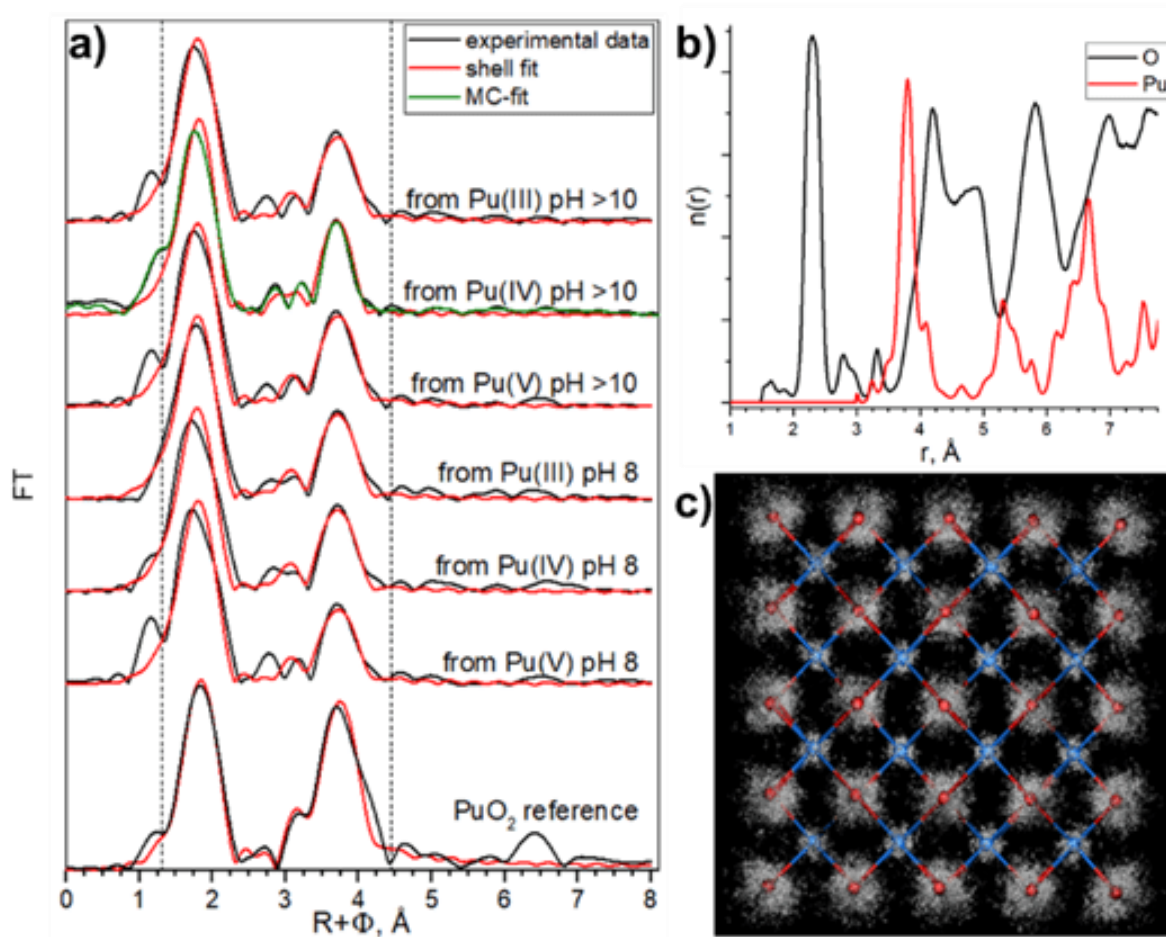 a)
experimental data
shell fit
MC-fit
from Pu(III) pH >10
from Pu(IV) pH >10
from Pu(V) pH >10
from Pu(III) pH 8
from Pu(IV) pH 8
from Pu(V) pH 8
PuO2 reference
FT
0 1 2 3 4 5 6 7 8
R+Φ, Å
b)
O
Pu
n(r)
1 2 3 4 5 6 7
r, Å
c)